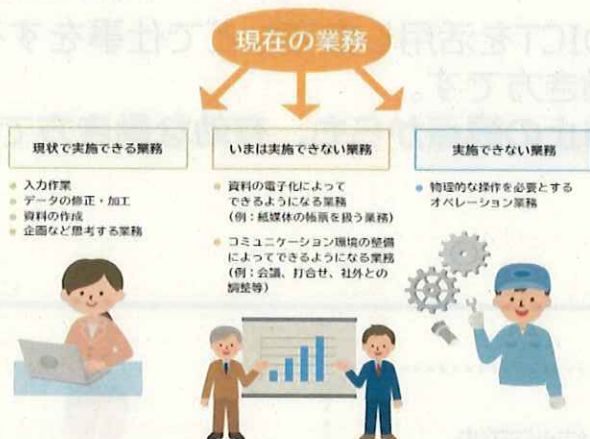 現在の業務
現状で実施できる業務
入力作業
データの修正・加工
資料の作成
企画など思考する業務
いまは実施できない業務
資料の電子化によって
できるようになる業務
(例:紙媒体の帳票を扱う業務)
コミュニケーション環境の整備
によってできるようになる業務
(例:会議、打合せ、社外との
調整等)
実施できない業務
物理的な操作を必要とする
オペレーション業務